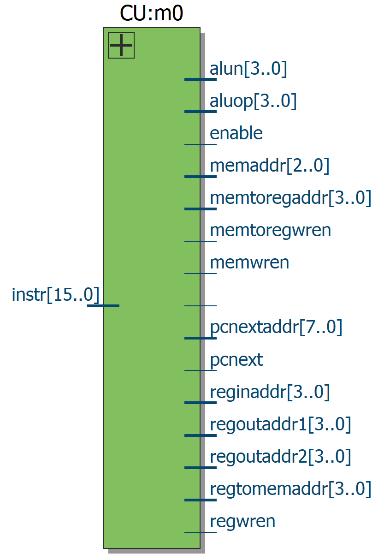 CU:m0
alun[3..0]
aluop[3..0]
enable
memaddr[2..0]
memtoregaddr[3..0]
memtoregwren
memwren
instr[15..0]
pcnextaddr[7..0]
pcnext
reginaddr[3..0]
regoutaddr1[3..0]
regoutaddr2[3..0]
regtomemaddr[3..0]
regwren